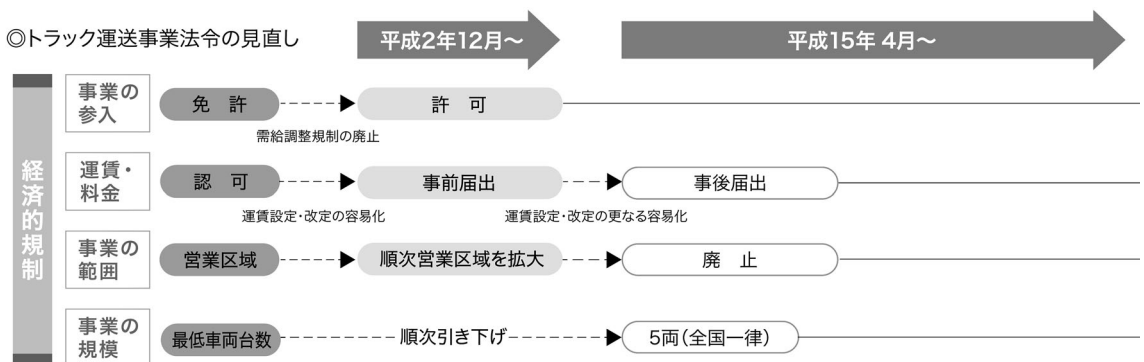 ◎トラック運送事業法令の見直し
平成2年12月～
平成15年 4月～
経済的規制
事業の
参入
免 許
許 可
需給調整規制の廃止
運賃・
料金
認 可
事前届出
事後届出
運賃設定・改定の容易化
運賃設定・改定の更なる容易化
事業の
範囲
営業区域
順次営業区域を拡大
廃 止
事業の
規模
最低車両台数
順次引き下げ
5両（全国一律）